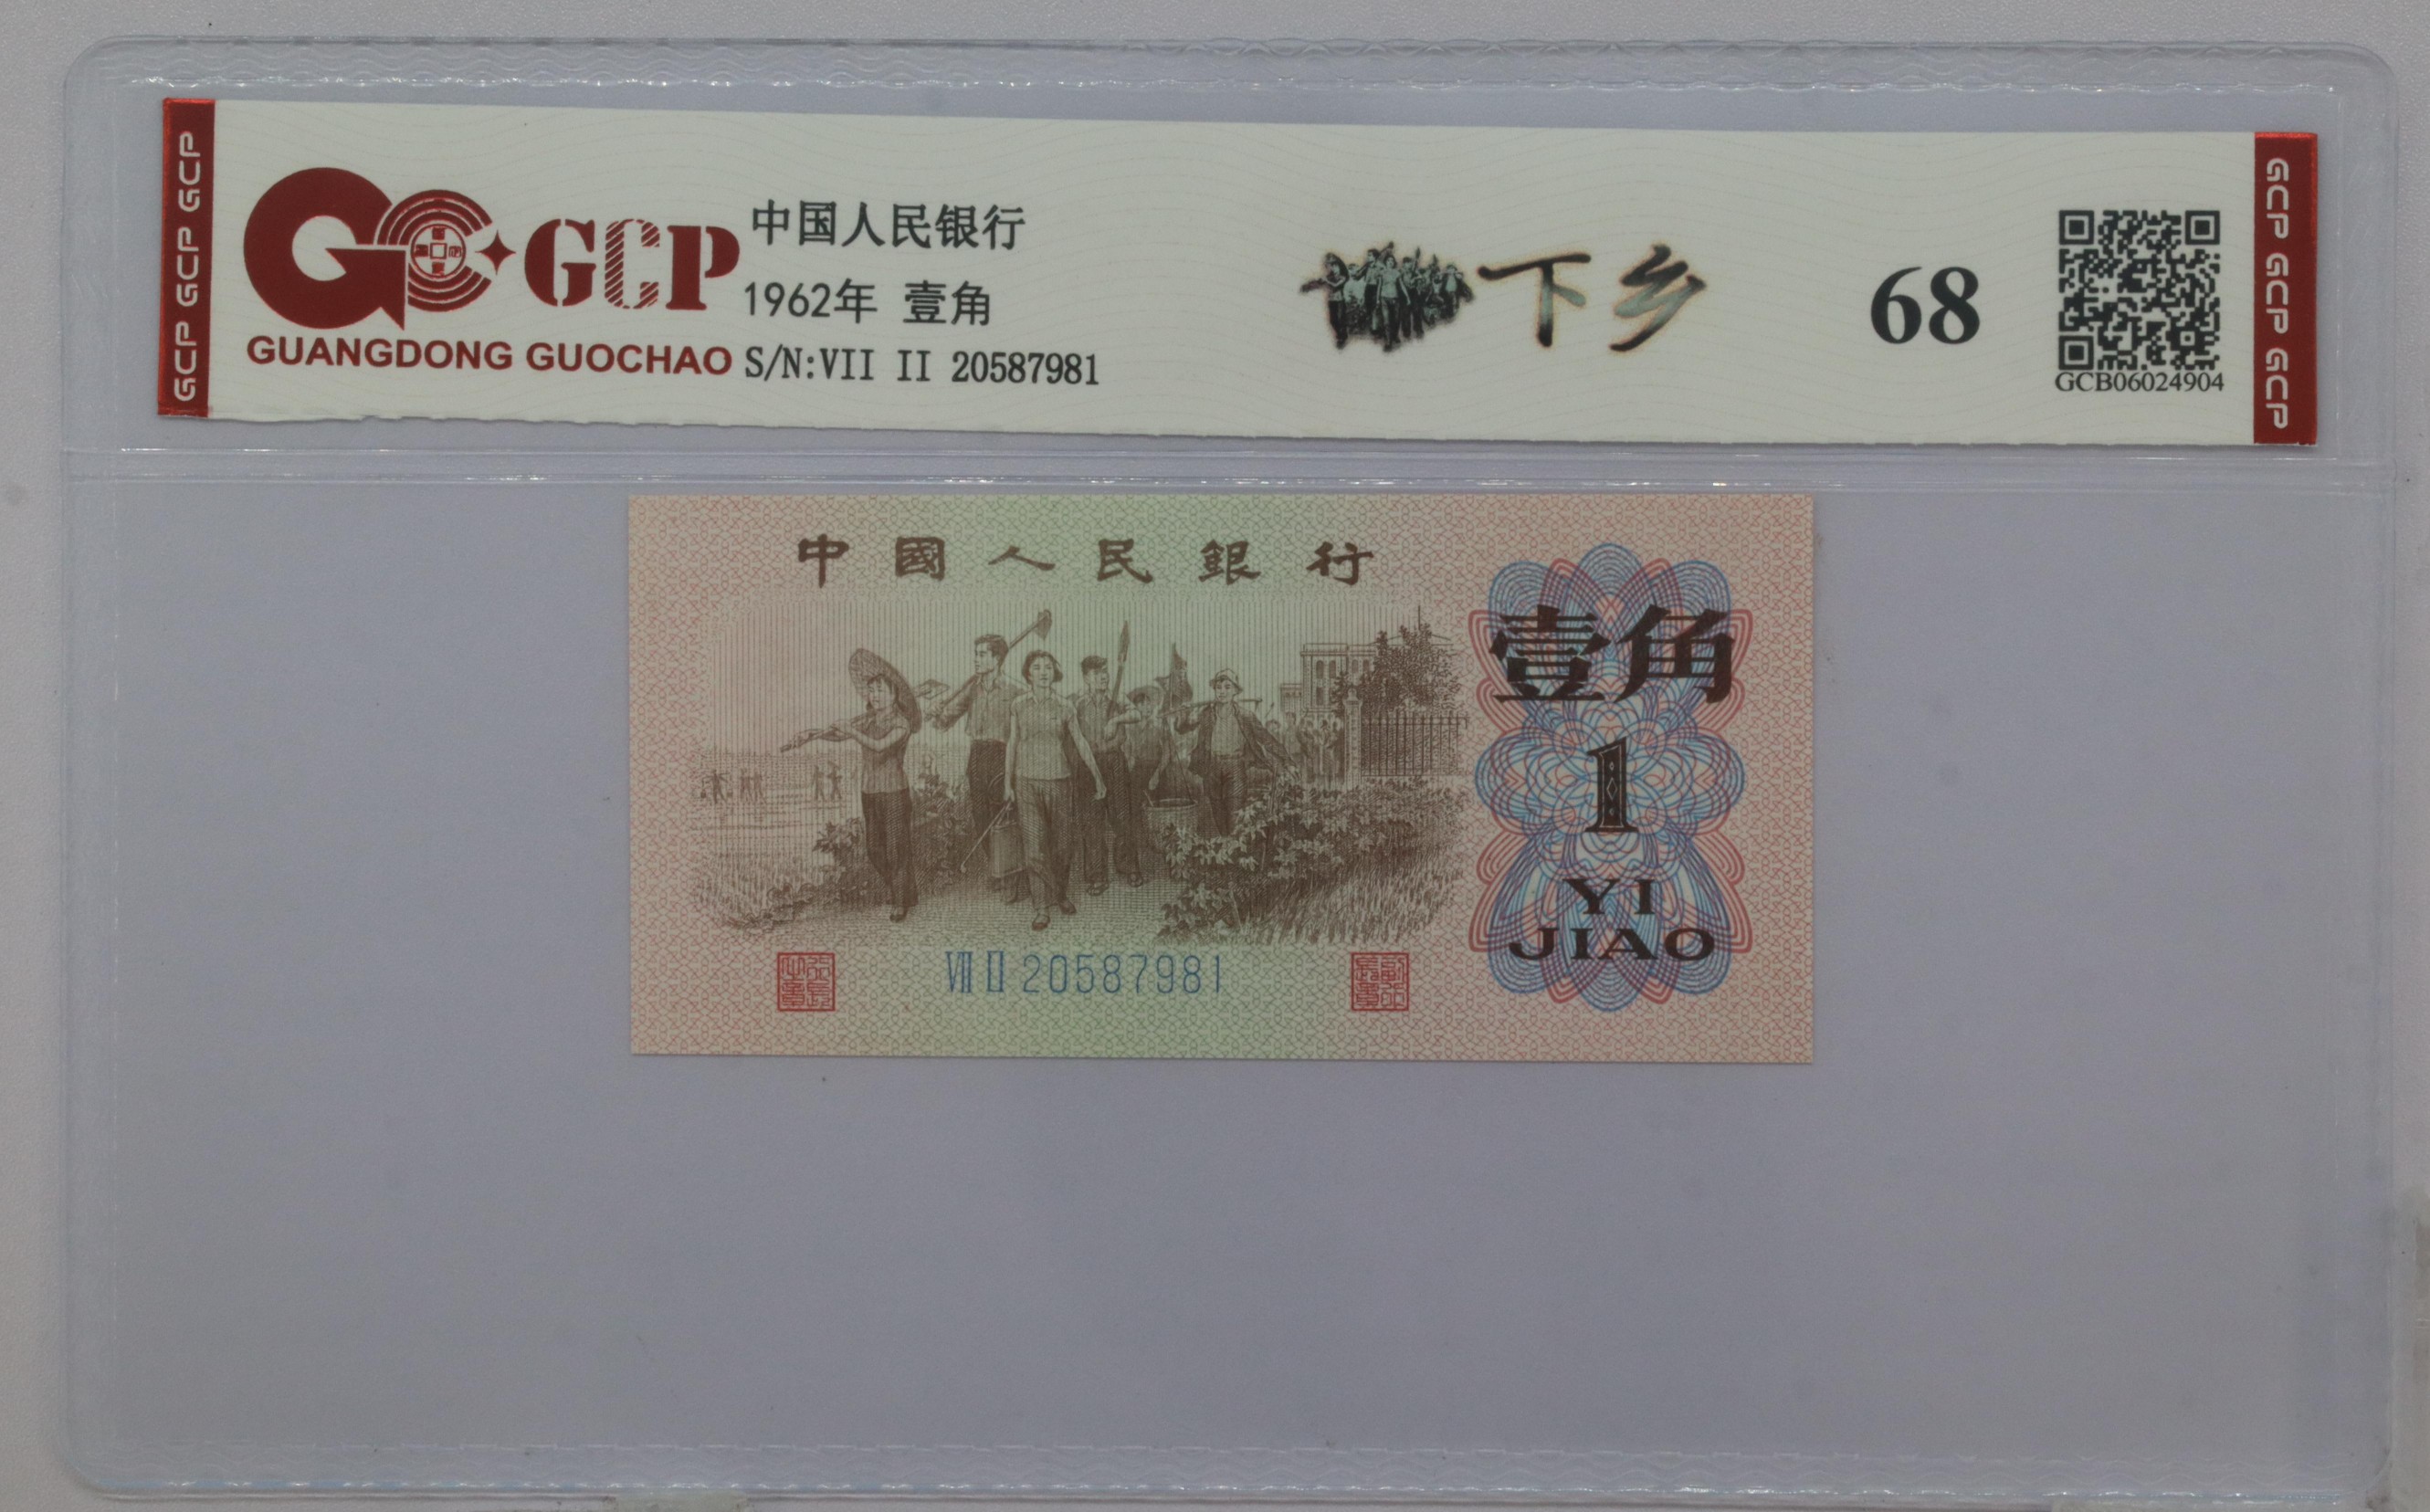 GCP GCP GCP
GCP
GUANGDONG GUOCHAO
中国人民银行
1962年 壹角
S/N:VII II 20587981
下乡
68
GCB06024904
GCP GCP GCP
中國人民銀行
壹角
1
YI
JIAO
VII II 20587981